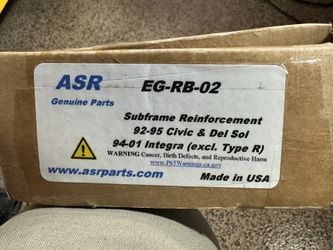 ASR
EG-RB-02
Genuine Parts
Subframe Reinforcement
92-95 Civic & Del Sol
94-01 Integra (excl. Type R)
WARNING Cancer, Birth Defects, and Reproductive Harm
www.P65Warnings.ca.gov
www.asrparts.com
Made in USA